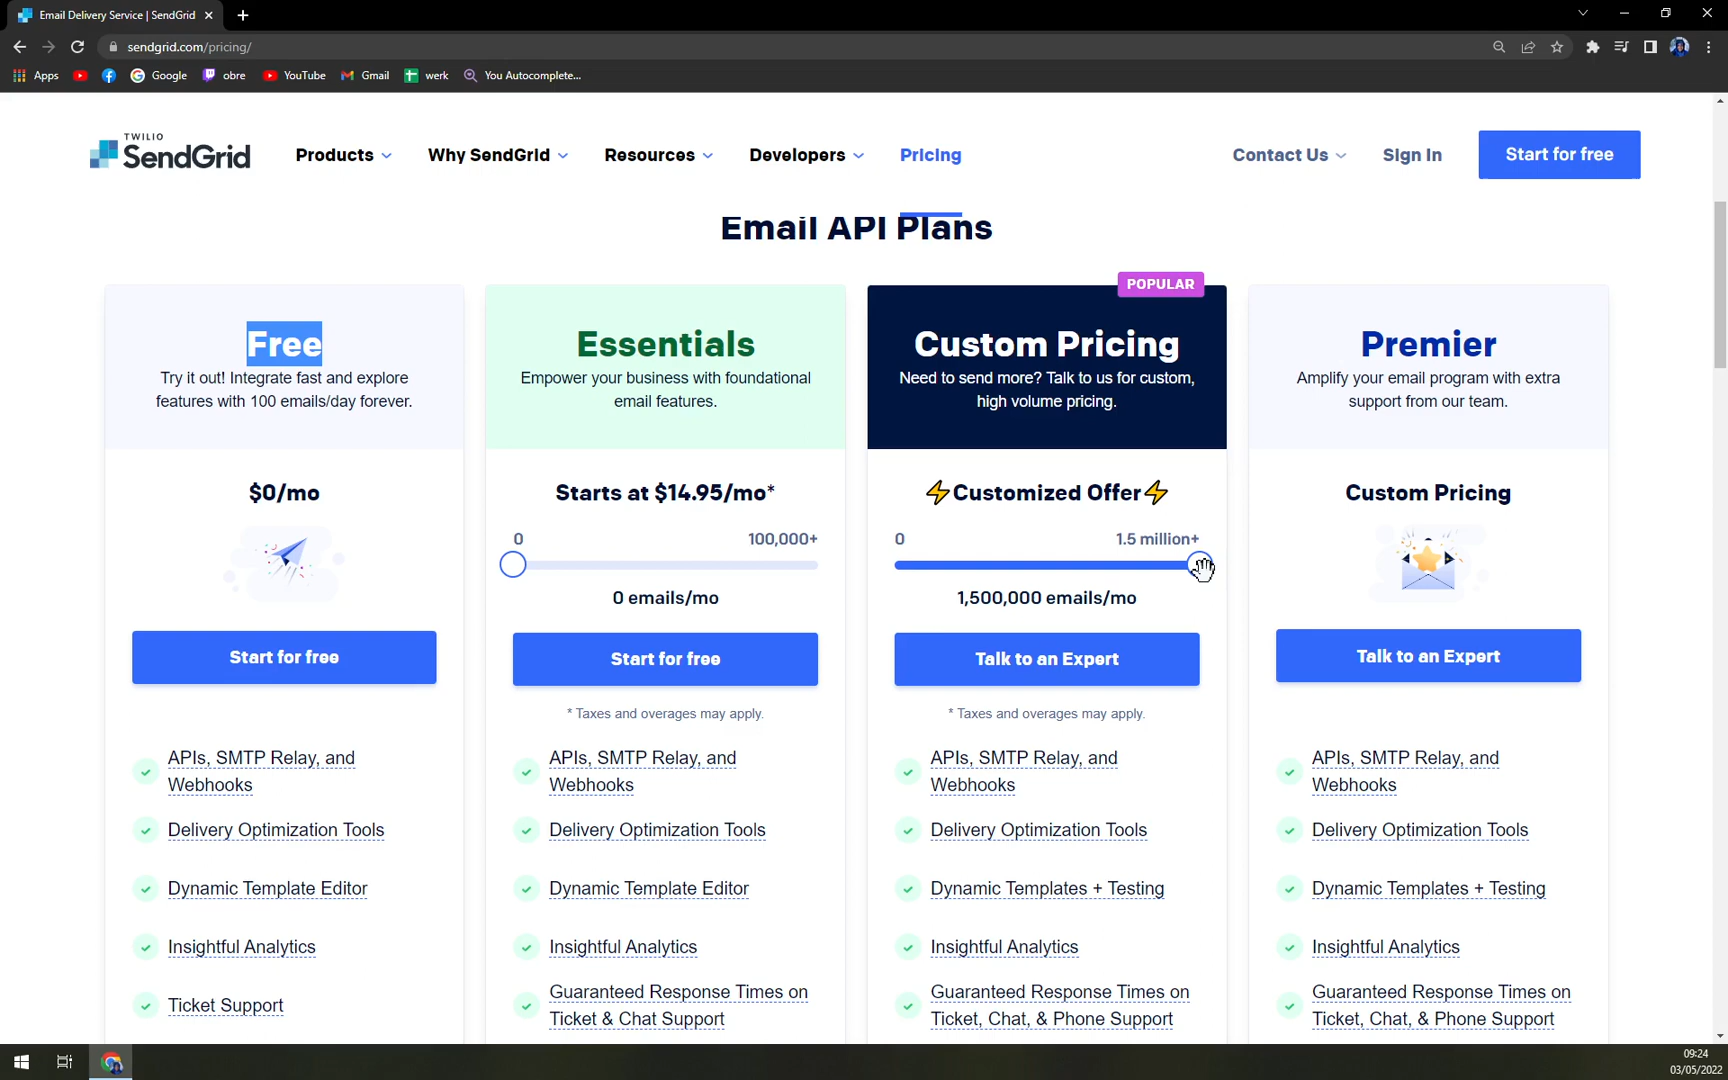 Email Delivery Service | SendGrid
sendgrid.com/pricing/
Apps
Google
obre
YouTube
Gmail
werk
You Autocomplete...
TWILIO
SendGrid
Products
Why SendGrid
Resources
Developers
Pricing
Contact Us
Sign In
Start for free
Email API Plans
POPULAR
Free
Try it out! Integrate fast and explore
features with 100 emails/day forever.
$0/mo
Start for free
APIs, SMTP Relay, and
Webhooks
Delivery Optimization Tools
Dynamic Template Editor
Insightful Analytics
Ticket Support
Essentials
Empower your business with foundational
email features.
Starts at $14.95/mo*
0 100,000+
0 emails/mo
Start for free
* Taxes and overages may apply.
APIs, SMTP Relay, and
Webhooks
Delivery Optimization Tools
Dynamic Template Editor
Insightful Analytics
Guaranteed Response Times on
Ticket & Chat Support
Custom Pricing
Need to send more? Talk to us for custom,
high volume pricing.
⚡Customized Offer⚡
0 1.5 million+
1,500,000 emails/mo
Talk to an Expert
* Taxes and overages may apply.
APIs, SMTP Relay, and
Webhooks
Delivery Optimization Tools
Dynamic Templates + Testing
Insightful Analytics
Guaranteed Response Times on
Ticket, Chat, & Phone Support
Premier
Amplify your email program with extra
support from our team.
Custom Pricing
Talk to an Expert
APIs, SMTP Relay, and
Webhooks
Delivery Optimization Tools
Dynamic Templates + Testing
Insightful Analytics
Guaranteed Response Times on
Ticket, Chat, & Phone Support
09:24
03/05/2022